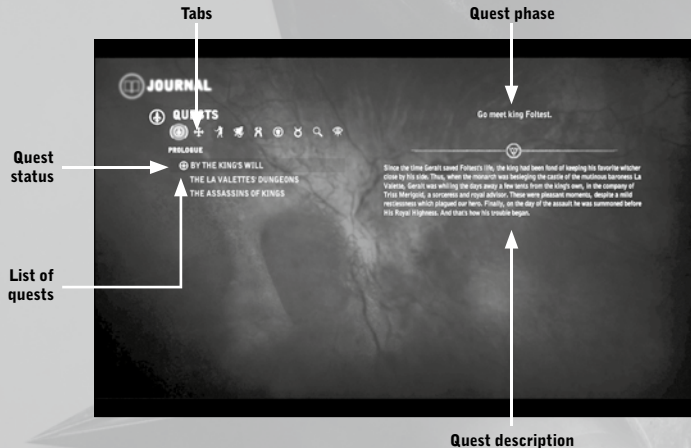 Tabs
Quest phase
JOURNAL
QUESTS
Go meet king Foltest.
PROLOGUE
Quest
status
BY THE KING'S WILL
THE LA VALETTES' DUNGEONS
THE ASSASSINS OF KINGS
Since the time Geralt saved Foltest's life, the king had been fond of keeping his favorite witcher
close by his side. Thus, when the monarch was besieging the castle of the mutinous baroness La
Valette, Geralt was whiling the days away a few tents from the king's own, in the company of
Triss Merigold, a sorceress and royal advisor. These were pleasant moments, despite a mild
restlessness which plagued our hero. Finally, on the day of the assault he was summoned before
His Royal Highness. And that's how his trouble began.
List of
quests
Quest description